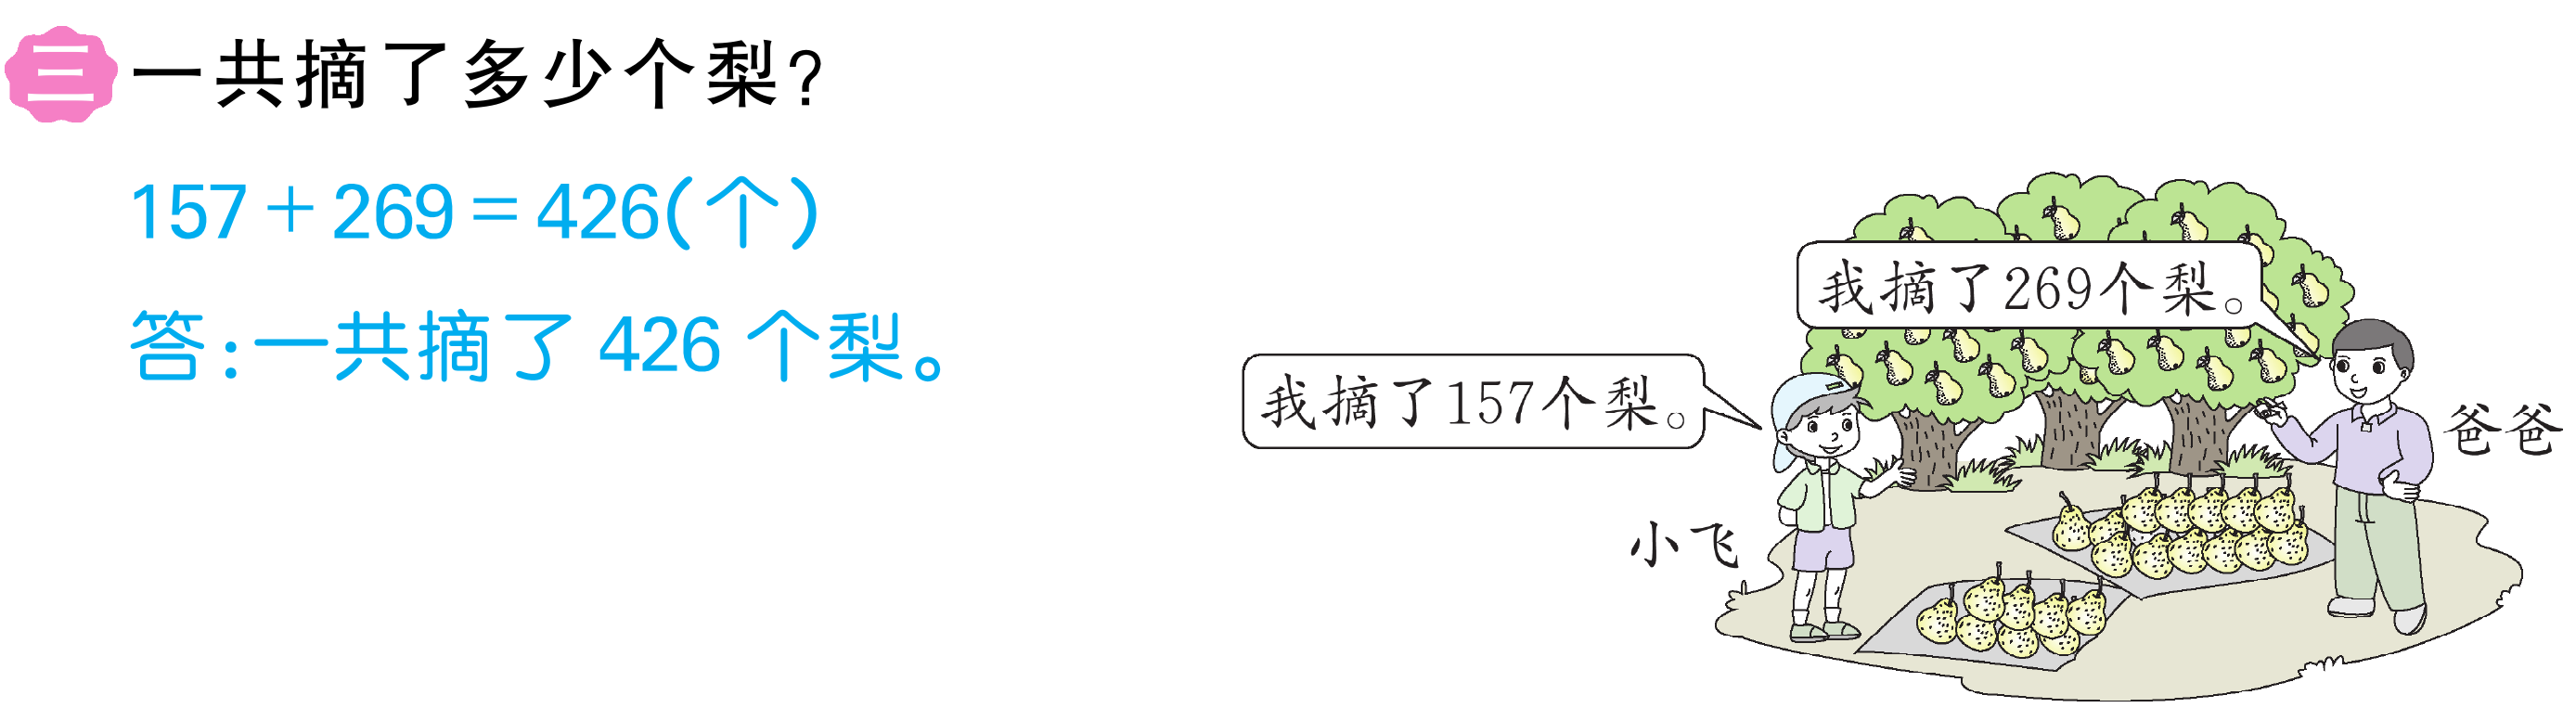 三 一共摘了多少个梨?
157+269=426(个)
答:一共摘了 426 个梨。
我摘了269个梨。
我摘了157个梨。
爸爸
小飞